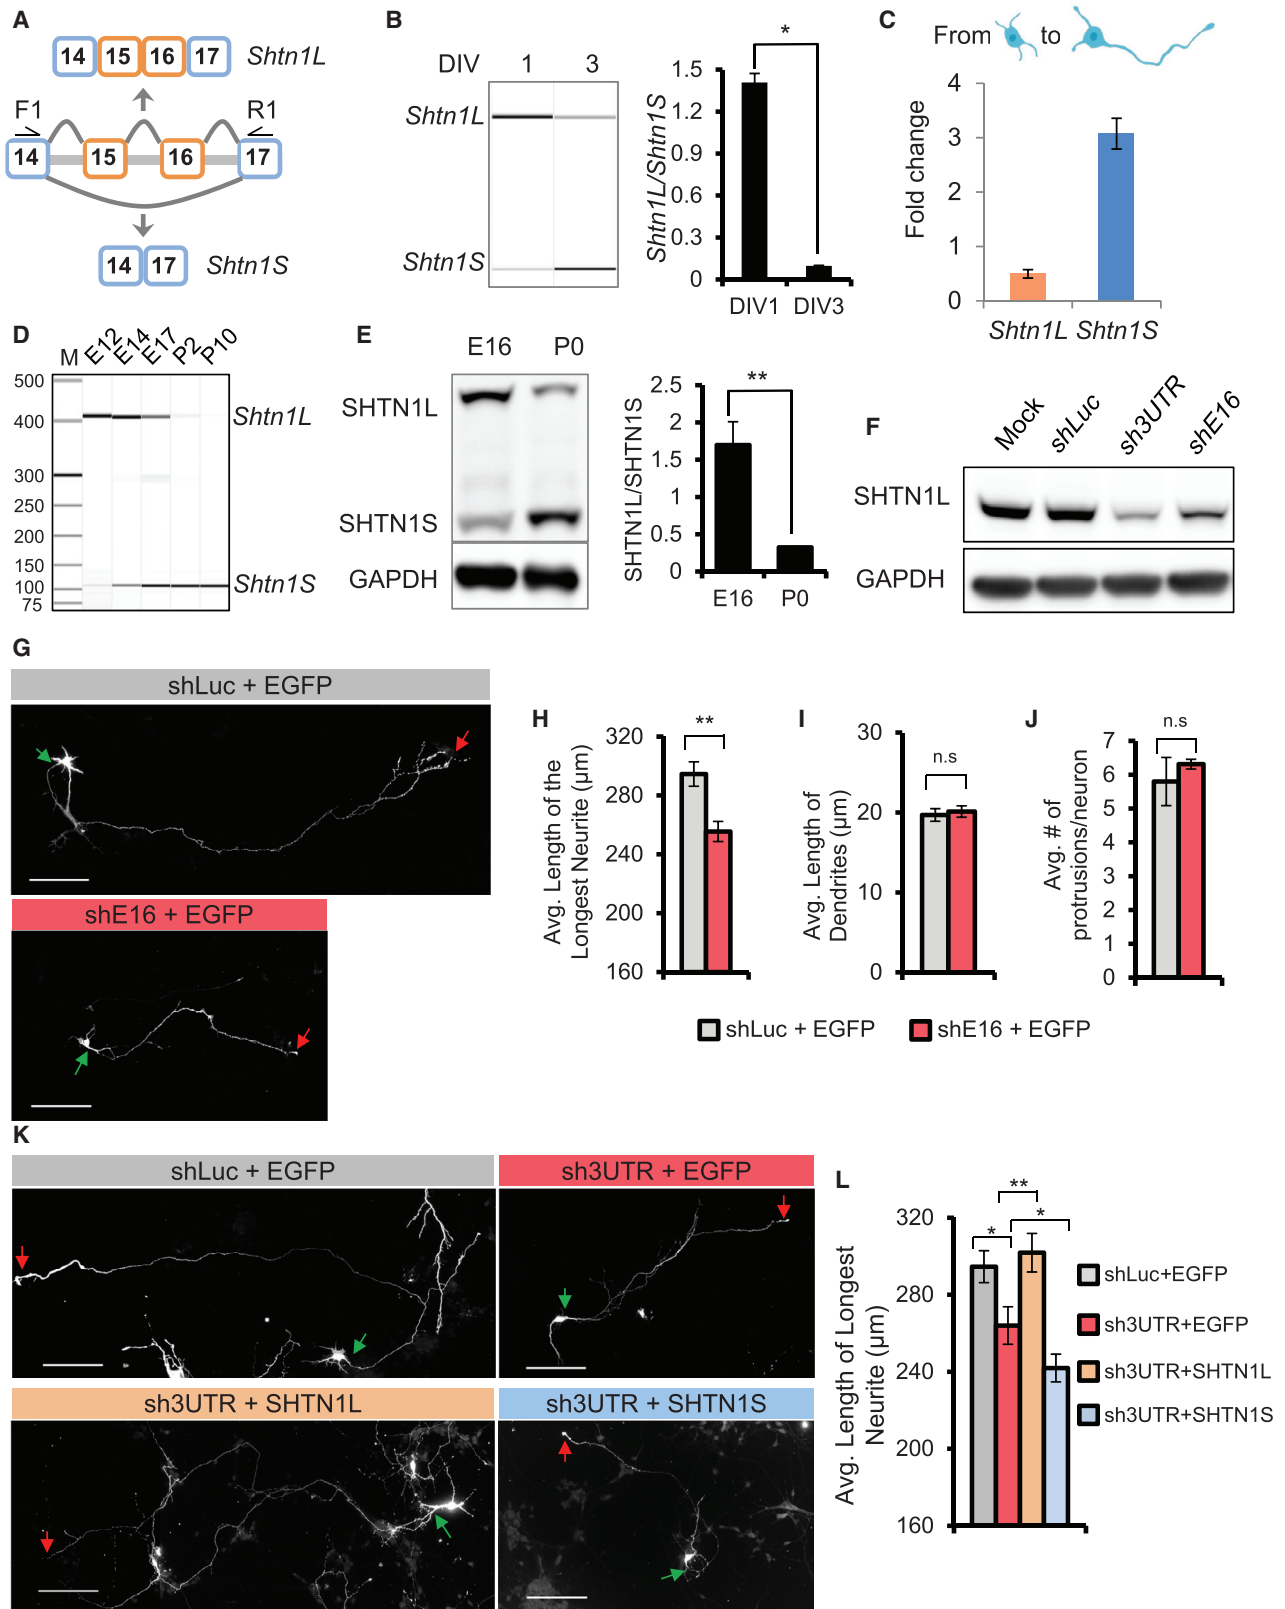 A
14 15 16 17 Shtn1L
F1 R1
14 15 16 17
14 17 Shtn1S
B
DIV 1 3
Shtn1L
Shtn1S
Shtn1L/Shtn1S
1.5
1.2
0.9
0.6
0.3
0
*
DIV1 DIV3
C
From to
Fold change
4
3
2
1
0
Shtn1L Shtn1S
D
M E12 E14 E17 P2 P10
500
400
300
250
200
150
100
75
Shtn1L
Shtn1S
E
E16 P0
SHTN1L
SHTN1S
GAPDH
SHTN1L/SHTN1S
2.5
2
1.5
1
0.5
0
**
E16 P0
F
Mock shLuc sh3UTR shE16
SHTN1L
GAPDH
G
shLuc + EGFP
shE16 + EGFP
H
Avg. Length of the
Longest Neurite (µm)
320
280
240
200
160
**
I
Avg. Length of
Dendrites (µm)
30
20
10
0
n.s
J
Avg. # of
protrusions/neuron
7
6
5
4
3
2
1
0
n.s
shLuc + EGFP shE16 + EGFP
K
shLuc + EGFP
sh3UTR + EGFP
sh3UTR + SHTN1L
sh3UTR + SHTN1S
L
Avg. Length of Longest
Neurite (µm)
320
280
240
200
160
**
*
*
shLuc+EGFP
sh3UTR+EGFP
sh3UTR+SHTN1L
sh3UTR+SHTN1S